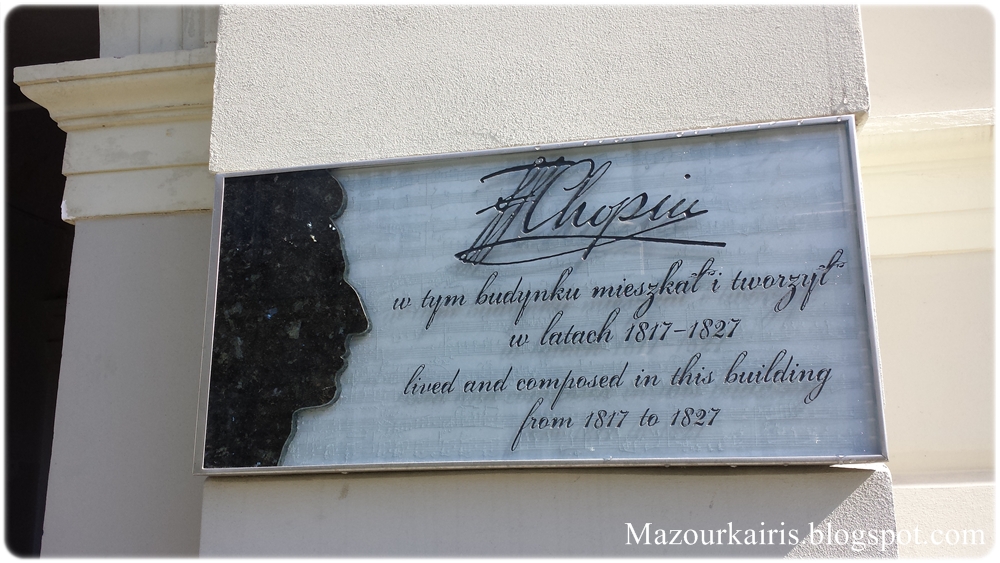 FFChopin
w tym budynku mieszkał i tworzył
w latach 1817-1827
lived and composed in this building
from 1817 to 1827
Mazourkairis.blogspot.com